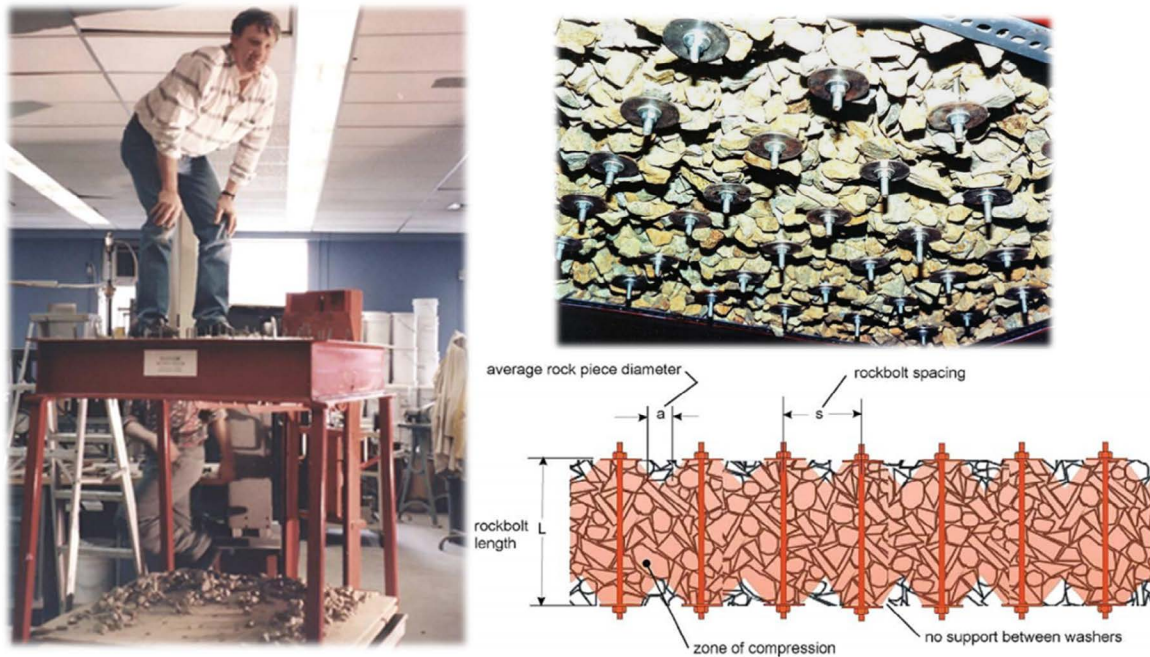 average rock piece diameter
rockbolt spacing
a
s
rockbolt
length
L
zone of compression
no support between washers